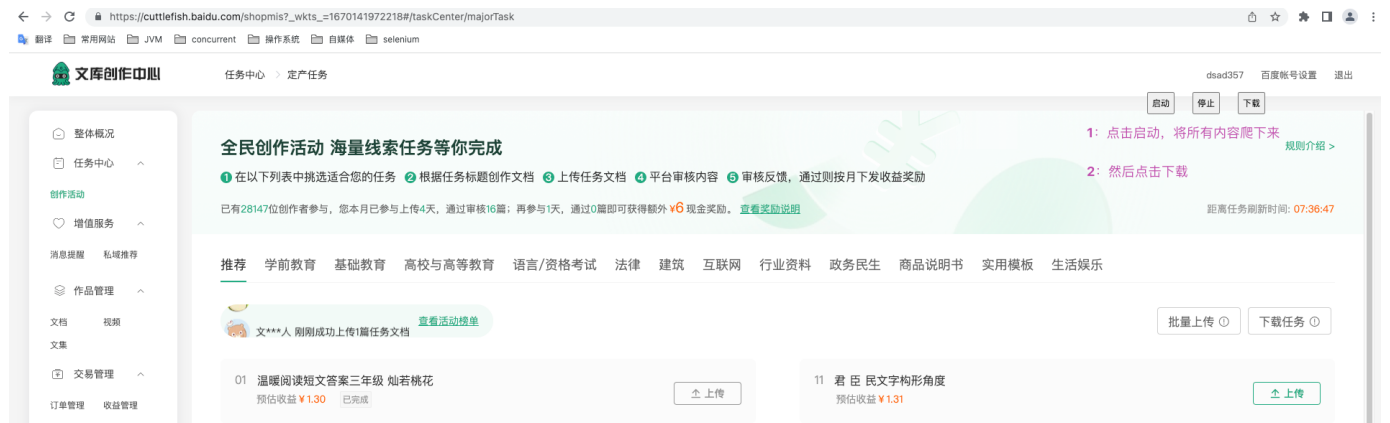 https://cuttlefish.baidu.com/shopmis?_wkts_=1670141972218#/taskCenter/majorTask
翻译 常用网站 JVM concurrent 操作系统 自媒体 selenium
文库创作中心 任务中心 > 定产任务 dsad357 百度帐号设置 退出
启动 停止 下载
整体概况
任务中心
创作活动
增值服务
消息提醒 私域推荐
作品管理
文档 视频
文集
交易管理
订单管理 收益管理
全民创作活动 海量线索任务等你完成
1:点击启动,将所有内容爬下来
规则介绍 >
❶ 在以下列表中挑选适合您的任务 ❷ 根据任务标题创作文档 ❸ 上传任务文档 ❹ 平台审核内容 ❺ 审核反馈,通过则按月下发收益奖励
2:然后点击下载
已有28147位创作者参与,您本月已参与上传4天,通过审核16篇;再参与1天,通过0篇即可获得额外¥6现金奖励。 查看奖励说明
距离任务刷新时间: 07:36:47
推荐 学前教育 基础教育 高校与高等教育 语言/资格考试 法律 建筑 互联网 行业资料 政务民生 商品说明书 实用模板 生活娱乐
文***人 刚刚成功上传1篇任务文档 查看活动榜单
批量上传 下载任务
01 温暖阅读短文答案三年级 灿若桃花
预估收益 ¥ 1.30 已完成
上传
11 君 臣 民文字构形角度
预估收益 ¥ 1.31
上传